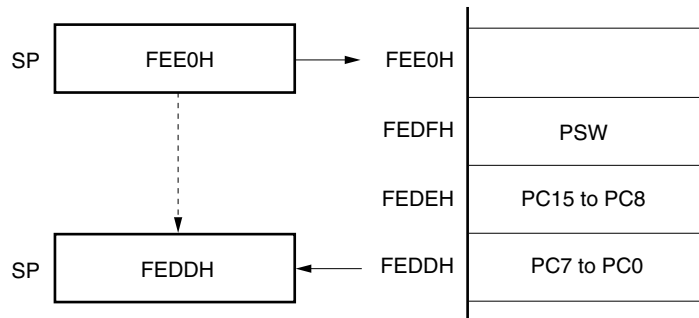 SP FEE0H FEE0H
FEDFH PSW
FEDEH PC15 to PC8
SP FEDDH FEDDH PC7 to PC0